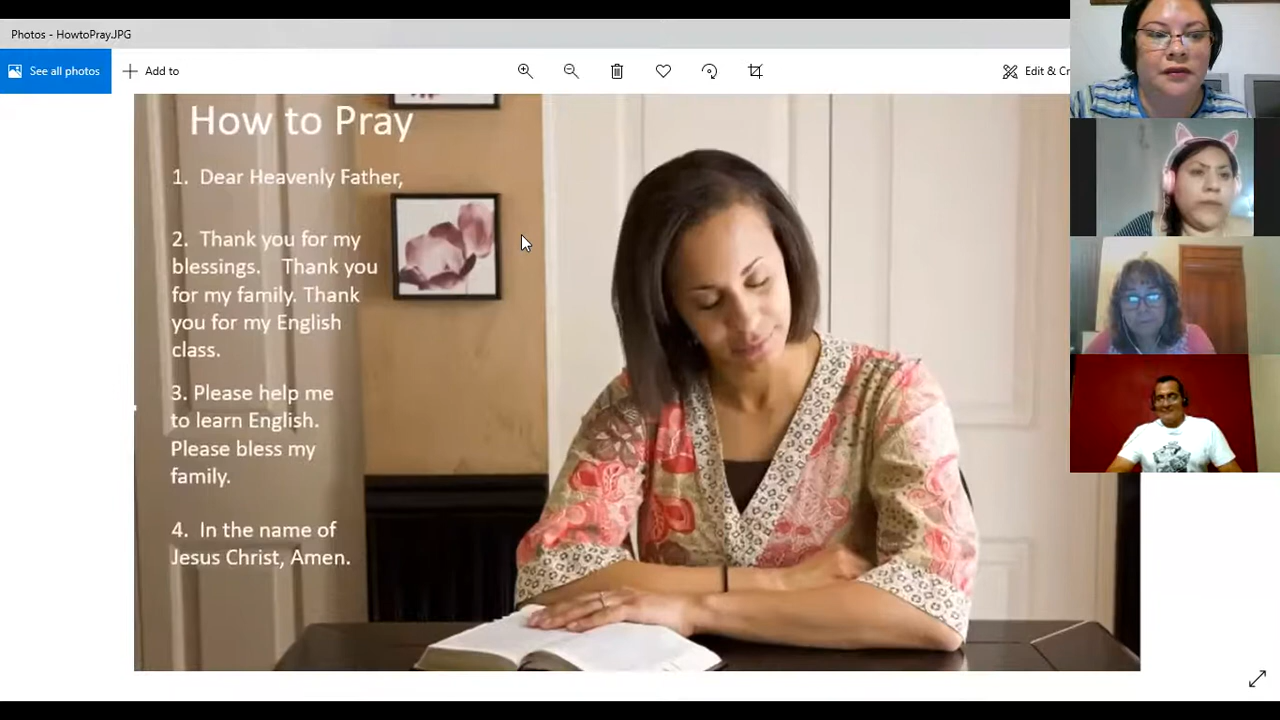 Photos - HowtoPray.JPG
See all photos
Add to
Edit & Cr
How to Pray
1. Dear Heavenly Father,
2. Thank you for my
blessings. Thank you
for my family. Thank
you for my English
class.
3. Please help me
to learn English.
Please bless my
family.
4. In the name of
Jesus Christ, Amen.